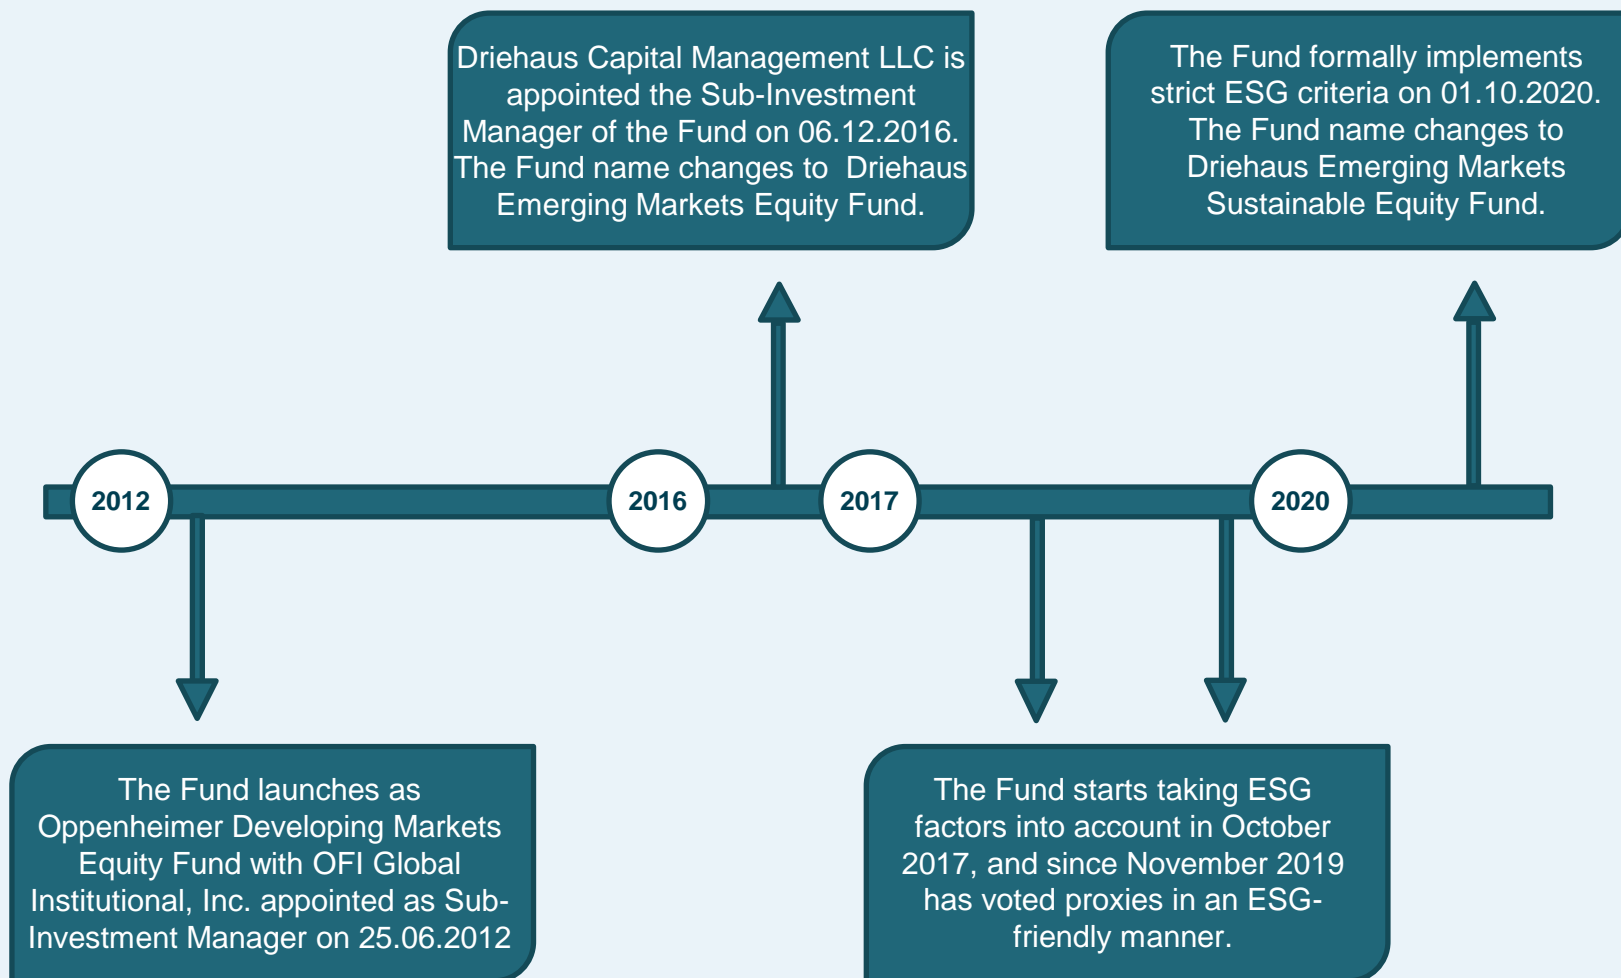 Driehaus Capital Management LLC is
appointed the Sub-Investment
Manager of the Fund on 06.12.2016.
The Fund name changes to  Driehaus
Emerging Markets Equity Fund.
The Fund formally implements
strict ESG criteria on 01.10.2020.
The Fund name changes to
Driehaus Emerging Markets
Sustainable Equity Fund.
2012
2016
2017
2020
The Fund launches as
Oppenheimer Developing Markets
Equity Fund with OFI Global
Institutional, Inc. appointed as Sub-
Investment Manager on 25.06.2012
The Fund starts taking ESG
factors into account in October
2017, and since November 2019
has voted proxies in an ESG-
friendly manner.